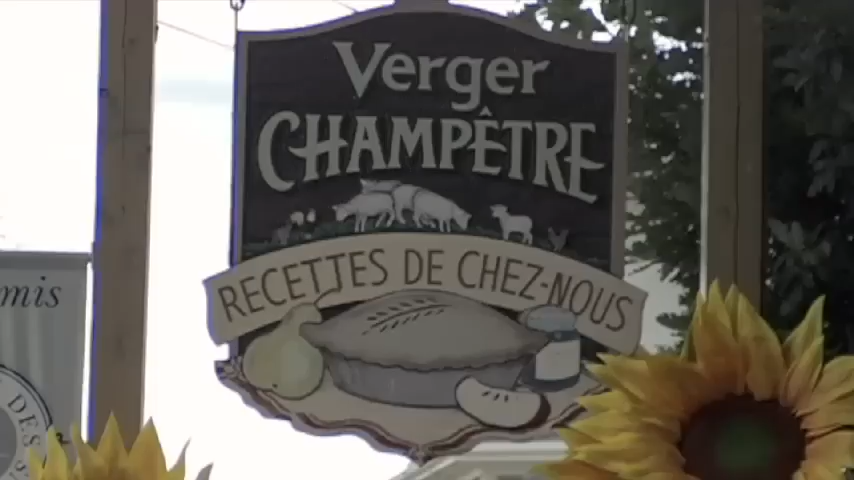 Verger
CHAMPÊTRE
RECETTES DE CHEZ-NOUS
mis
DES